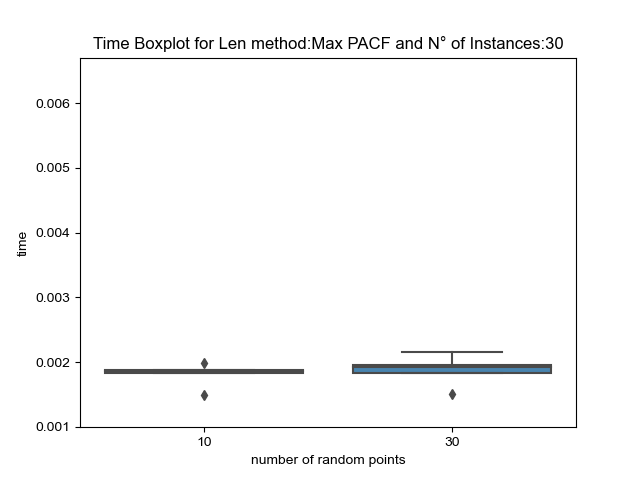 Time Boxplot for Len method:Max PACF and N° of Instances:30
0.006
0.005
0.004
0.003
0.002
0.001
time
10
30
number of random points